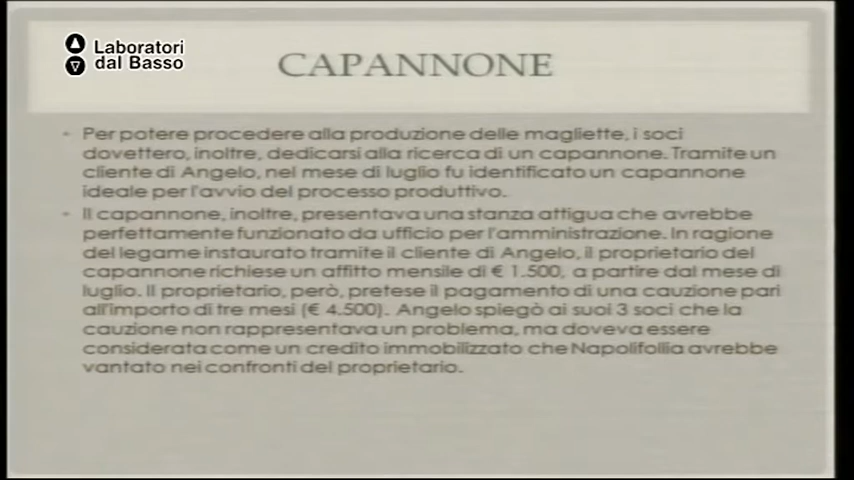 Laboratori
dal Basso
CAPANNONE
Per potere procedere alla produzione delle magliette, i soci
dovettero, inoltre, dedicarsi alla ricerca di un capannone. Tramite un
cliente di Angelo, nel mese di luglio fu identificato un capannone
ideale per l'avvio del processo produttivo.
Il capannone, inoltre, presentava una stanza attigua che avrebbe
perfettamente funzionato da ufficio per l'amministrazione. In ragione
del legame instaurato tramite il cliente di Angelo, il proprietario del
capannone richiese un affitto mensile di € 1.500, a partire dal mese di
luglio. Il proprietario, però, pretese il pagamento di una cauzione pari
all'importo di tre mesi (€ 4.500). Angelo spiegò ai suoi 3 soci che la
cauzione non rappresentava un problema, ma doveva essere
considerata come un credito immobilizzato che Napolifollia avrebbe
vantato nei confronti del proprietario.